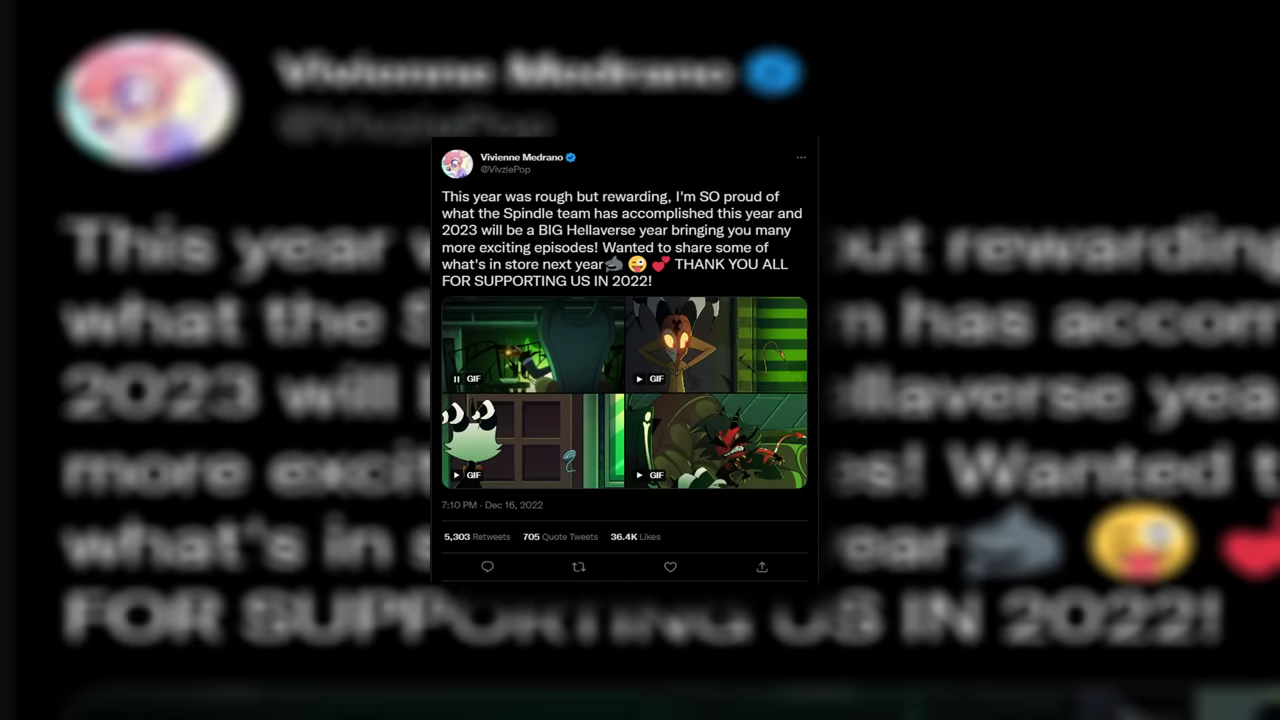 Vivienne Medrano
@VivziePop
This year was rough but rewarding, I'm SO proud of
what the Spindle team has accomplished this year and
2023 will be a BIG Hellaverse year bringing you many
more exciting episodes! Wanted to share some of
what's in store next year🦈 😜 💕 THANK YOU ALL
FOR SUPPORTING US IN 2022!
GIF
GIF
GIF
GIF
7:10 PM · Dec 16, 2022
5,303 Retweets 705 Quote Tweets 36.4K Likes